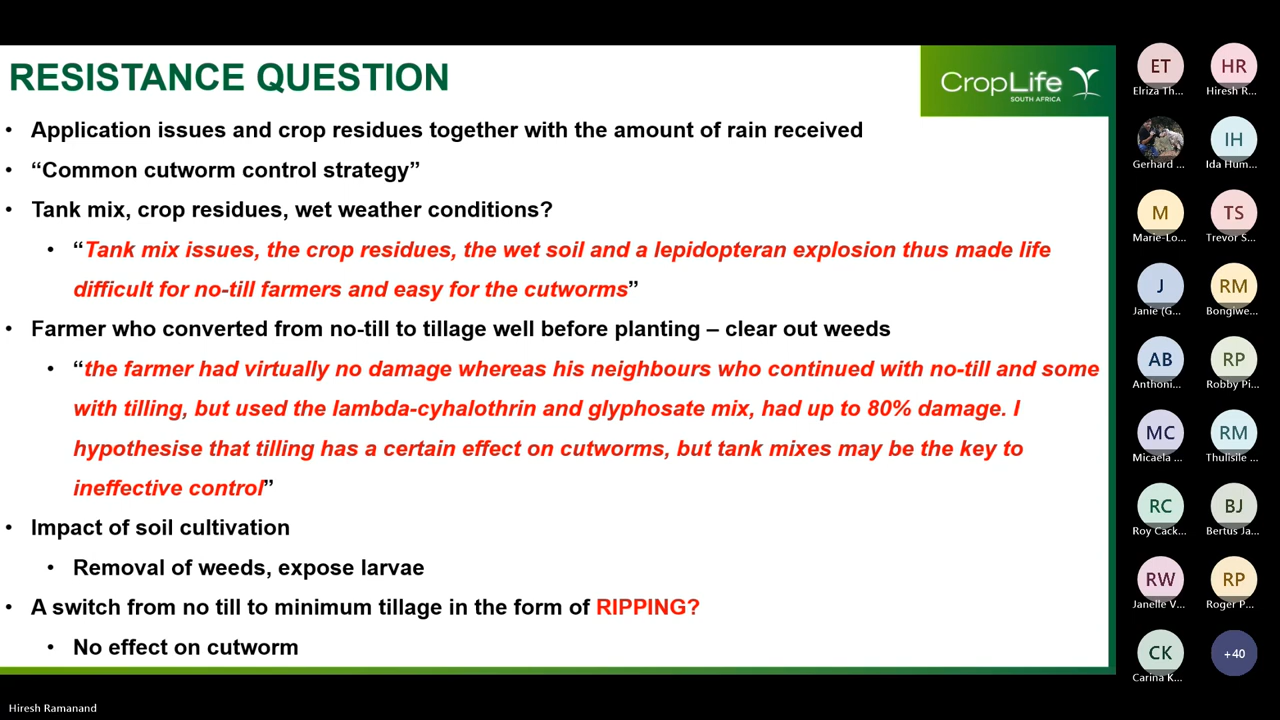 RESISTANCE QUESTION
CropLife
SOUTH AFRICA
• Application issues and crop residues together with the amount of rain received
• “Common cutworm control strategy”
• Tank mix, crop residues, wet weather conditions?
• “Tank mix issues, the crop residues, the wet soil and a lepidopteran explosion thus made life
difficult for no-till farmers and easy for the cutworms”
• Farmer who converted from no-till to tillage well before planting – clear out weeds
• “the farmer had virtually no damage whereas his neighbours who continued with no-till and some
with tilling, but used the lambda-cyhalothrin and glyphosate mix, had up to 80% damage. I
hypothesise that tilling has a certain effect on cutworms, but tank mixes may be the key to
ineffective control”
• Impact of soil cultivation
• Removal of weeds, expose larvae
• A switch from no till to minimum tillage in the form of RIPPING?
• No effect on cutworm
ET
Elriza Th...
HR
Hiresh R...
Gerhard ...
IH
Ida Hum...
M
Marie-Lo...
TS
Trevor S...
J
Janie (G...
RM
Bongiwe...
AB
Anthoni...
RP
Robby Pi...
MC
Micaela ...
RM
Thulisile ...
RC
Roy Cack...
BJ
Bertus Ja...
RW
Janelle V...
RP
Roger P...
CK
Carina K...
+40
Hiresh Ramanand